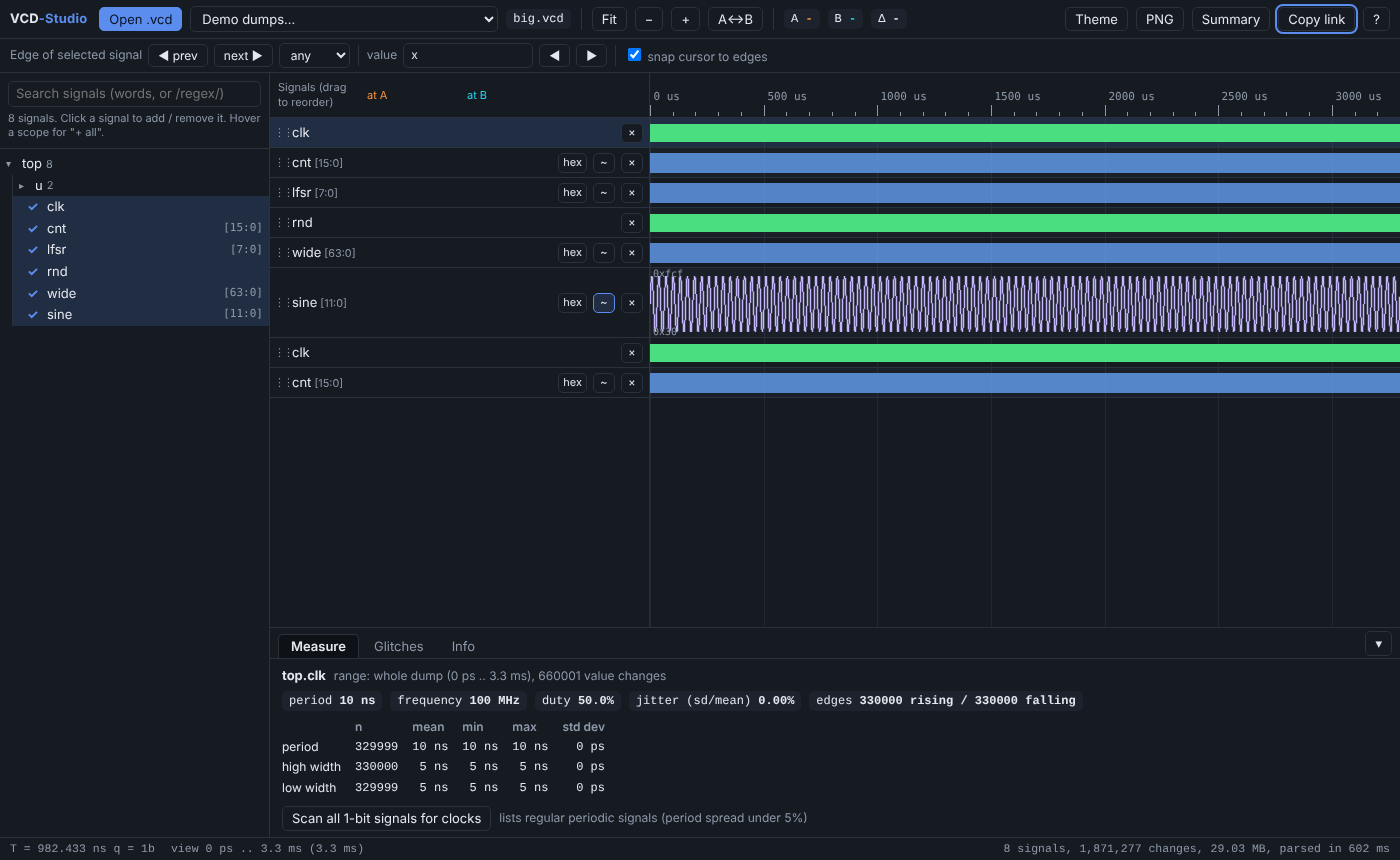 VCD-Studio Open .vcd Demo dumps... big.vcd Fit − + A↔B A - B - Δ - Theme PNG Summary Copy link ?
Edge of selected signal ◀ prev next ▶ any value x ◀ ▶ snap cursor to edges
Search signals (words, or /regex/)
8 signals. Click a signal to add / remove it. Hover
a scope for "+ all".
▾ top 8
▸ u 2
clk
cnt [15:0]
lfsr [7:0]
rnd
wide [63:0]
sine [11:0]
Signals (drag
to reorder) at A at B
0 us 500 us 1000 us 1500 us 2000 us 2500 us 3000 us
clk ×
cnt [15:0] hex ~ ×
lfsr [7:0] hex ~ ×
rnd ×
wide [63:0] hex ~ ×
0xfcf
sine [11:0] hex ~ ×
0x30
clk ×
cnt [15:0] hex ~ ×
Measure Glitches Info ▼
top.clk range: whole dump (0 ps .. 3.3 ms), 660001 value changes
period 10 ns frequency 100 MHz duty 50.0% jitter (sd/mean) 0.00% edges 330000 rising / 330000 falling
n mean min max std dev
period 329999 10 ns 10 ns 10 ns 0 ps
high width 330000 5 ns 5 ns 5 ns 0 ps
low width 329999 5 ns 5 ns 5 ns 0 ps
Scan all 1-bit signals for clocks lists regular periodic signals (period spread under 5%)
T = 982.433 ns q = 1b view 0 ps .. 3.3 ms (3.3 ms) 8 signals, 1,871,277 changes, 29.03 MB, parsed in 602 ms